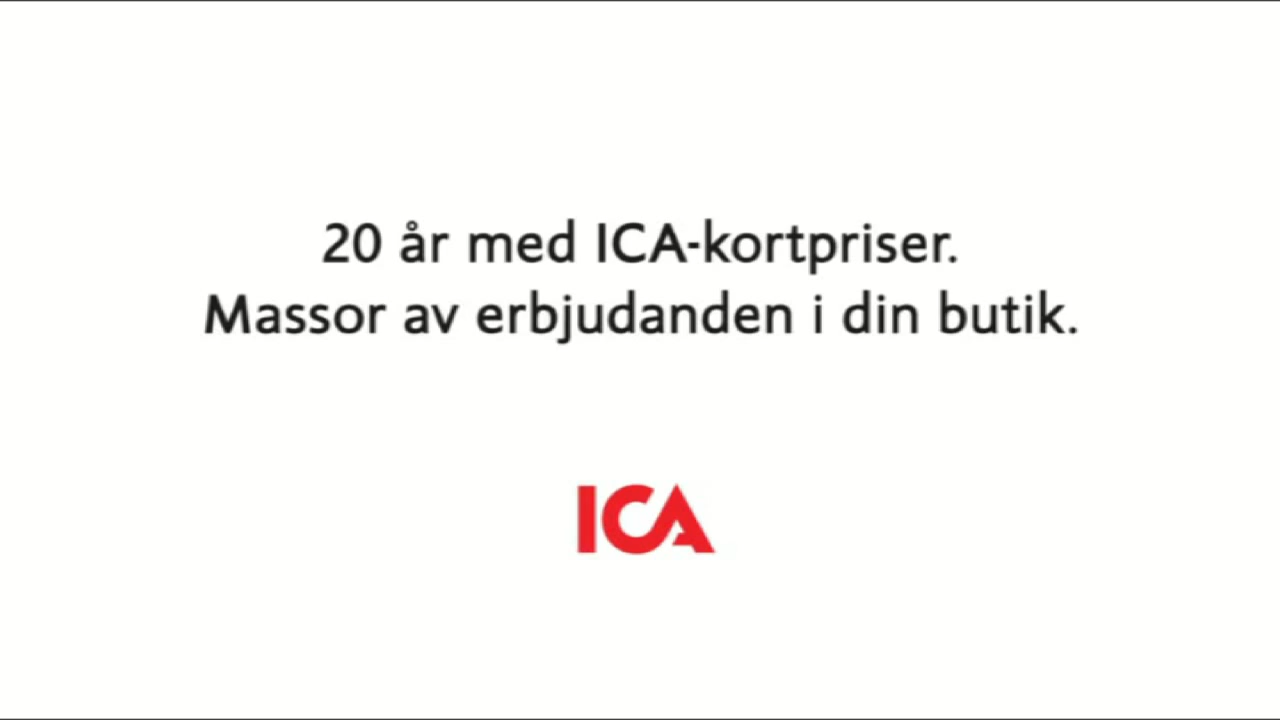 20 år med ICA-kortpriser.
Massor av erbjudanden i din butik.
ICA